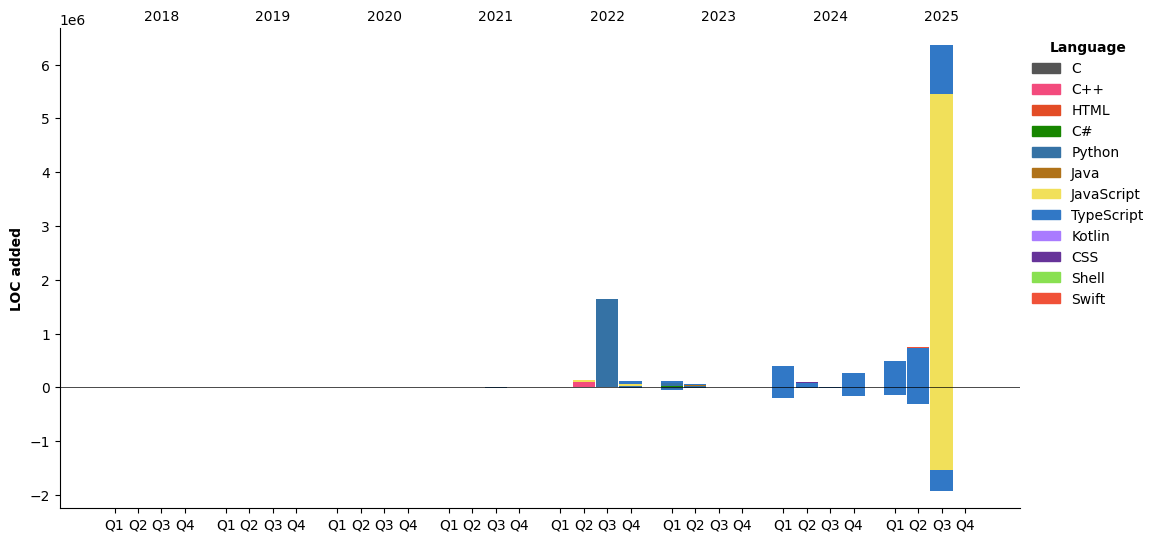 2018 2019 2020 2021 2022 2023 2024 2025
1e6
Language
C
C++
HTML
C#
Python
Java
JavaScript
TypeScript
Kotlin
CSS
Shell
Swift
LOC added
6
5
4
3
2
1
0
−1
−2
Q1 Q2 Q3 Q4 Q1 Q2 Q3 Q4 Q1 Q2 Q3 Q4 Q1 Q2 Q3 Q4 Q1 Q2 Q3 Q4 Q1 Q2 Q3 Q4 Q1 Q2 Q3 Q4 Q1 Q2 Q3 Q4